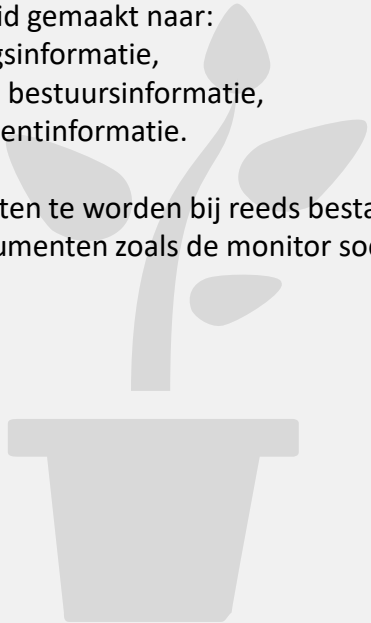 id gemaakt naar:
gsinformatie,
bestuursinformatie,
entinformatie.
ten te worden bij reeds besta
umenten zoals de monitor soc